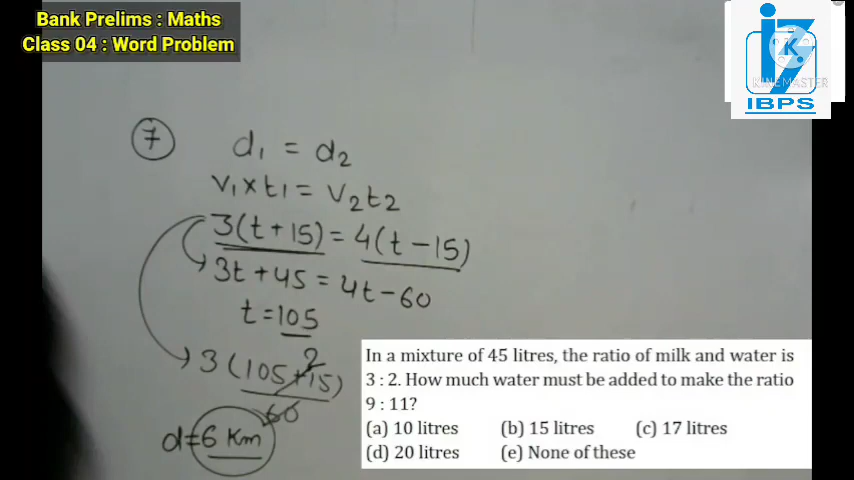 Bank Prelims : Maths
Class 04 : Word Problem
KINEMASTER
IBPS
7
d1 = d2
V1 × t1 = V2t2
3(t + 15) = 4(t - 15)
3t + 45 = 4t - 60
t = 105
2
3 (105 + 15)
60
d = 6 Km
In a mixture of 45 litres, the ratio of milk and water is
3 : 2. How much water must be added to make the ratio
9 : 11?
(a) 10 litres (b) 15 litres (c) 17 litres
(d) 20 litres (e) None of these